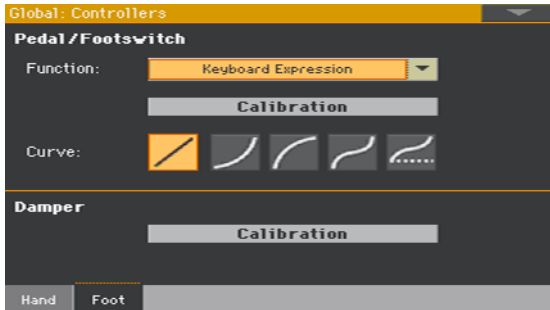 Global: Controllers
Pedal/Footswitch
Function: Keyboard Expression
Calibration
Curve:
Damper
Calibration
Hand Foot